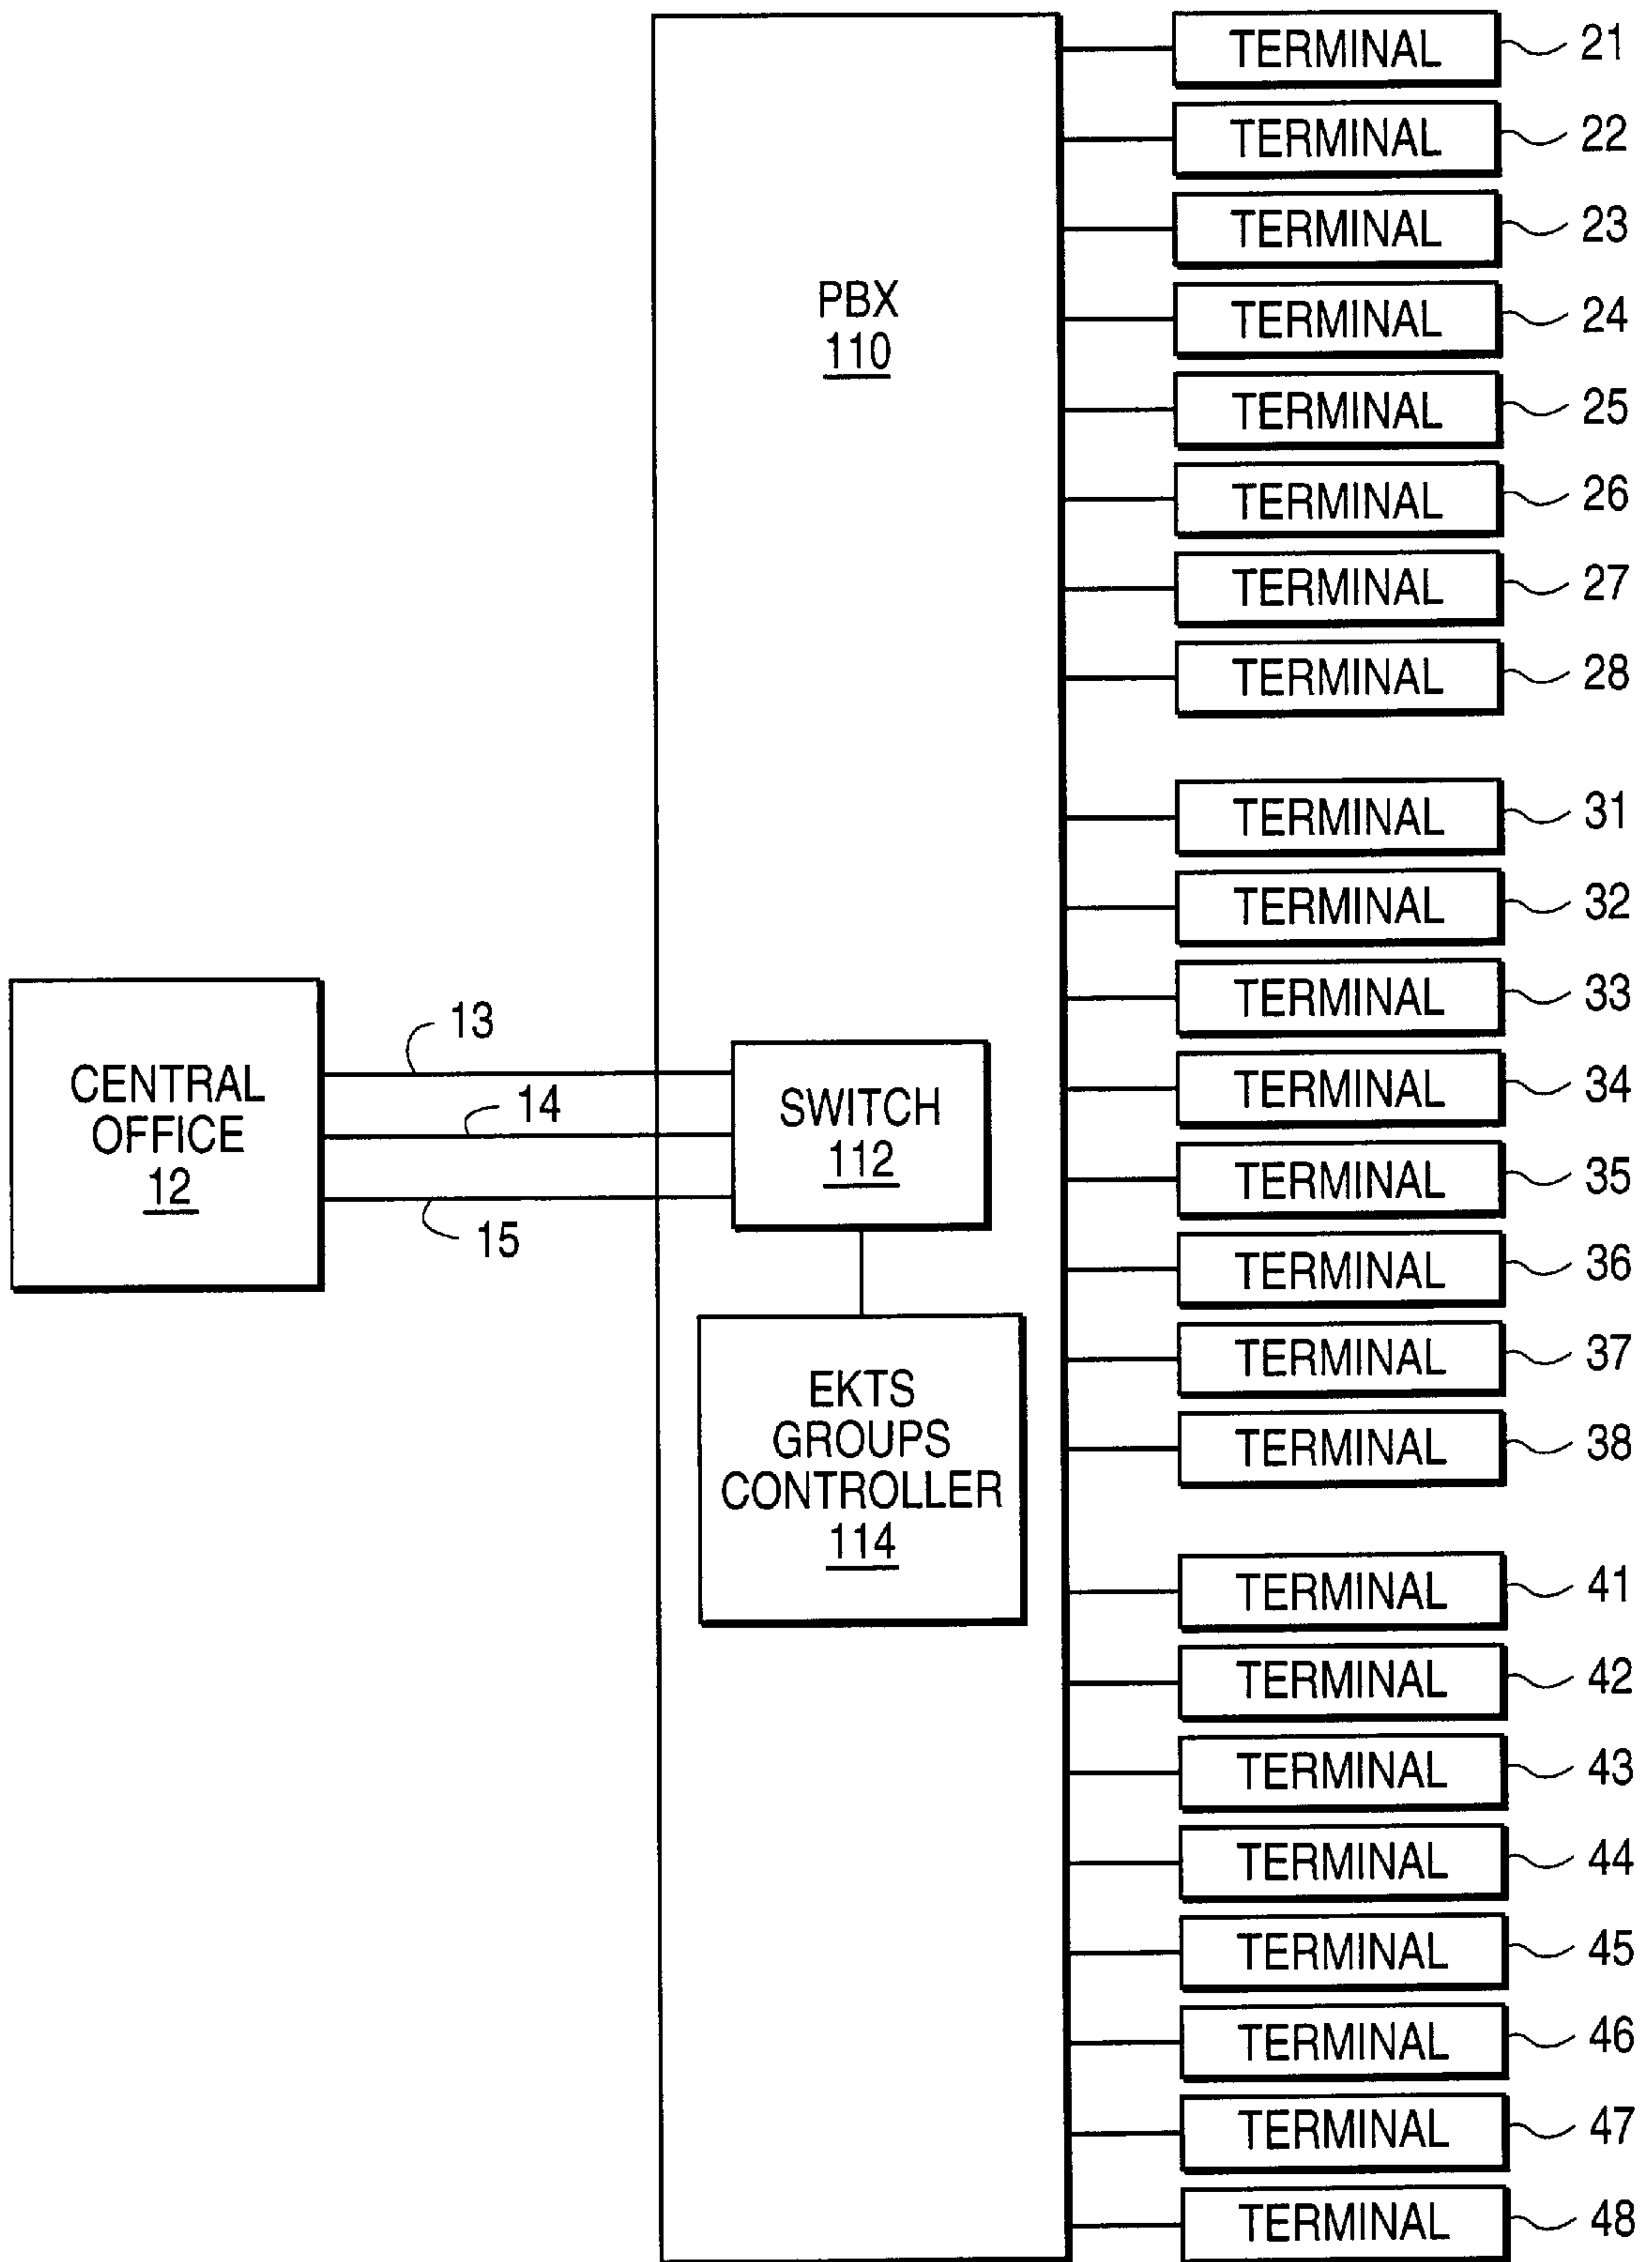 TERMINAL 21
TERMINAL 22
TERMINAL 23
TERMINAL 24
TERMINAL 25
TERMINAL 26
TERMINAL 27
TERMINAL 28
PBX
110
TERMINAL 31
TERMINAL 32
TERMINAL 33
TERMINAL 34
TERMINAL 35
TERMINAL 36
TERMINAL 37
TERMINAL 38
CENTRAL
OFFICE
12
13
14
15
SWITCH
112
EKTS
GROUPS
CONTROLLER
114
TERMINAL 41
TERMINAL 42
TERMINAL 43
TERMINAL 44
TERMINAL 45
TERMINAL 46
TERMINAL 47
TERMINAL 48